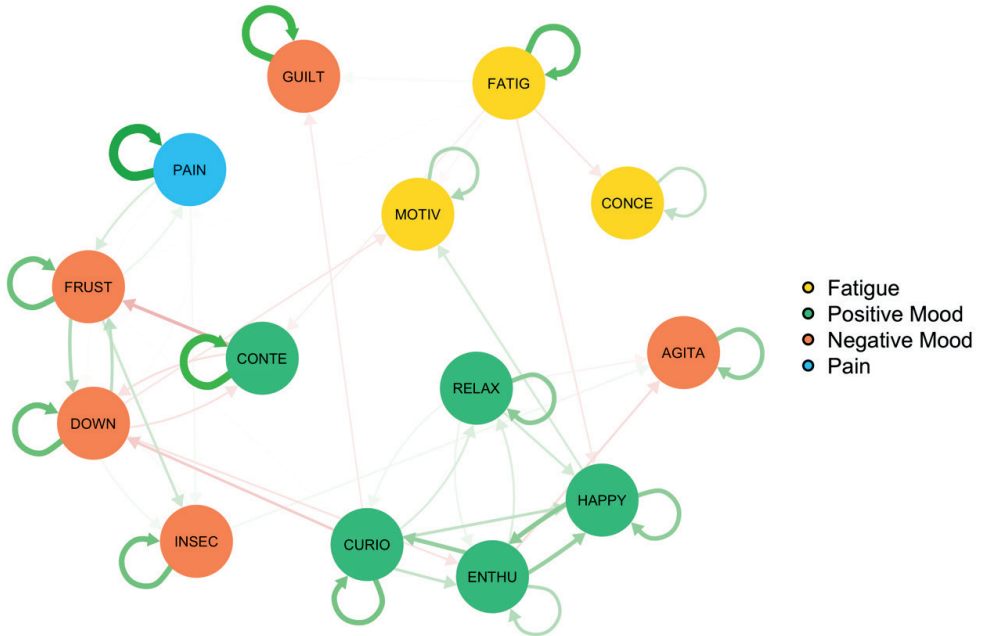 GUILT
FATIG
PAIN
MOTIV
CONCE
FRUST
CONTE
AGITA
RELAX
DOWN
HAPPY
INSEC
CURIO
ENTHU
Fatigue
Positive Mood
Negative Mood
Pain